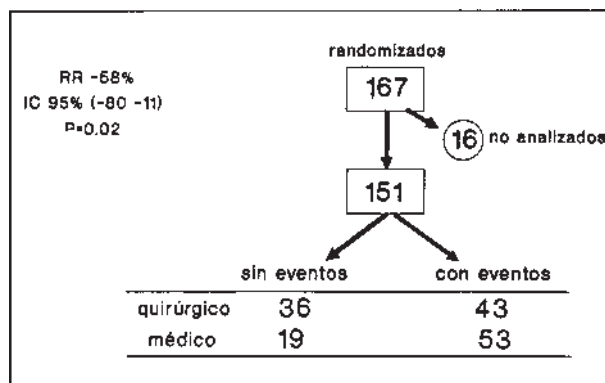 randomizados
RR -58%
IC 95% (-80 -11)
P=0.02
167
16 no analizados
151
sin eventos con eventos
quirúrgico 36 43
médico 19 53